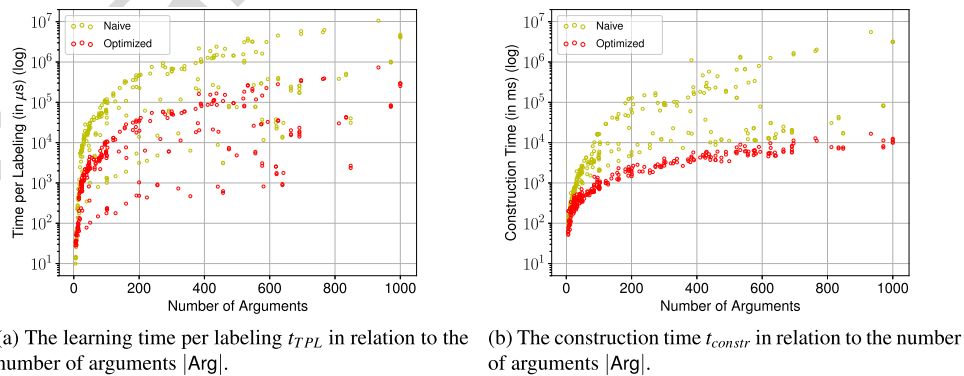 Naive
Optimized
Time per Labeling (in μs) (log)
10^7
10^6
10^5
10^4
10^3
10^2
10^1
0 200 400 600 800 1000
Number of Arguments
Naive
Optimized
Construction Time (in ms) (log)
10^7
10^6
10^5
10^4
10^3
10^2
10^1
0 200 400 600 800 1000
Number of Arguments
(a) The learning time per labeling t_TPL in relation to the
number of arguments |Arg|.
(b) The construction time t_constr in relation to the number
of arguments |Arg|.